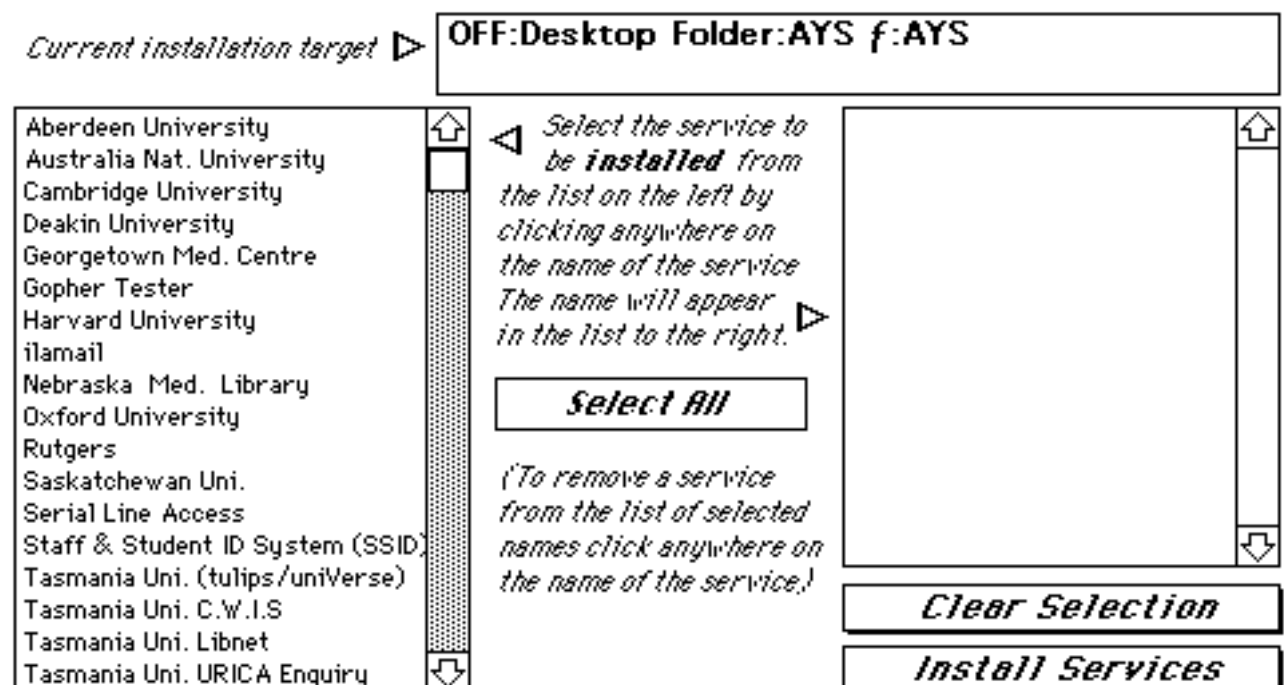 Current installation target
OFF:Desktop Folder:AYS ƒ:AYS
Aberdeen University
Australia Nat. University
Cambridge University
Deakin University
Georgetown Med. Centre
Gopher Tester
Harvard University
ilamail
Nebraska Med. Library
Oxford University
Rutgers
Saskatchewan Uni.
Serial Line Access
Staff & Student ID System (SSID)
Tasmania Uni. (tulips/uniVerse)
Tasmania Uni. C.W.I.S
Tasmania Uni. Libnet
Tasmania Uni. URICA Enquiry
Select the service to
be installed from
the list on the left by
clicking anywhere on
the name of the service
The name will appear
in the list to the right.
Select All
(To remove a service
from the list of selected
names click anywhere on
the name of the service.)
Clear Selection
Install Services